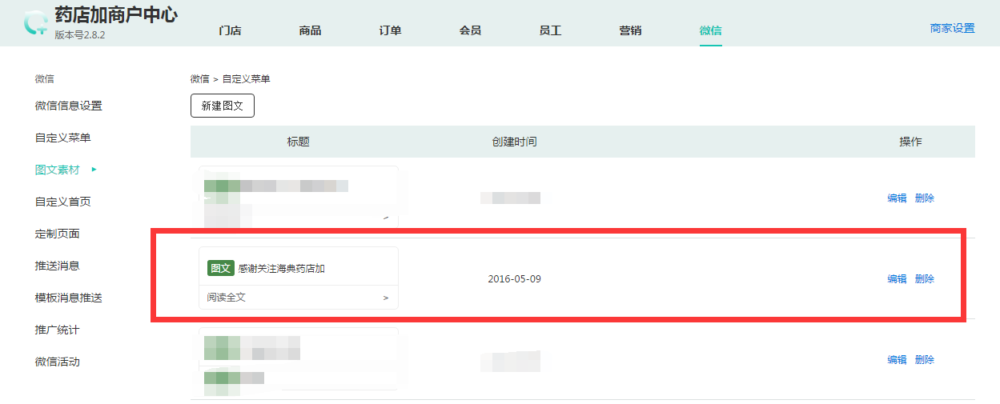 药店加商户中心
版本号2.8.2
门店 商品 订单 会员 员工 营销 微信 商家设置
微信
微信信息设置
自定义菜单
图文素材
自定义首页
定制页面
推送消息
模板消息推送
推广统计
微信活动
微信 > 自定义菜单
新建图文
标题 创建时间 操作
>
编辑 删除
图文 感谢关注海典药店加
阅读全文 >
2016-05-09
编辑 删除
编辑 删除